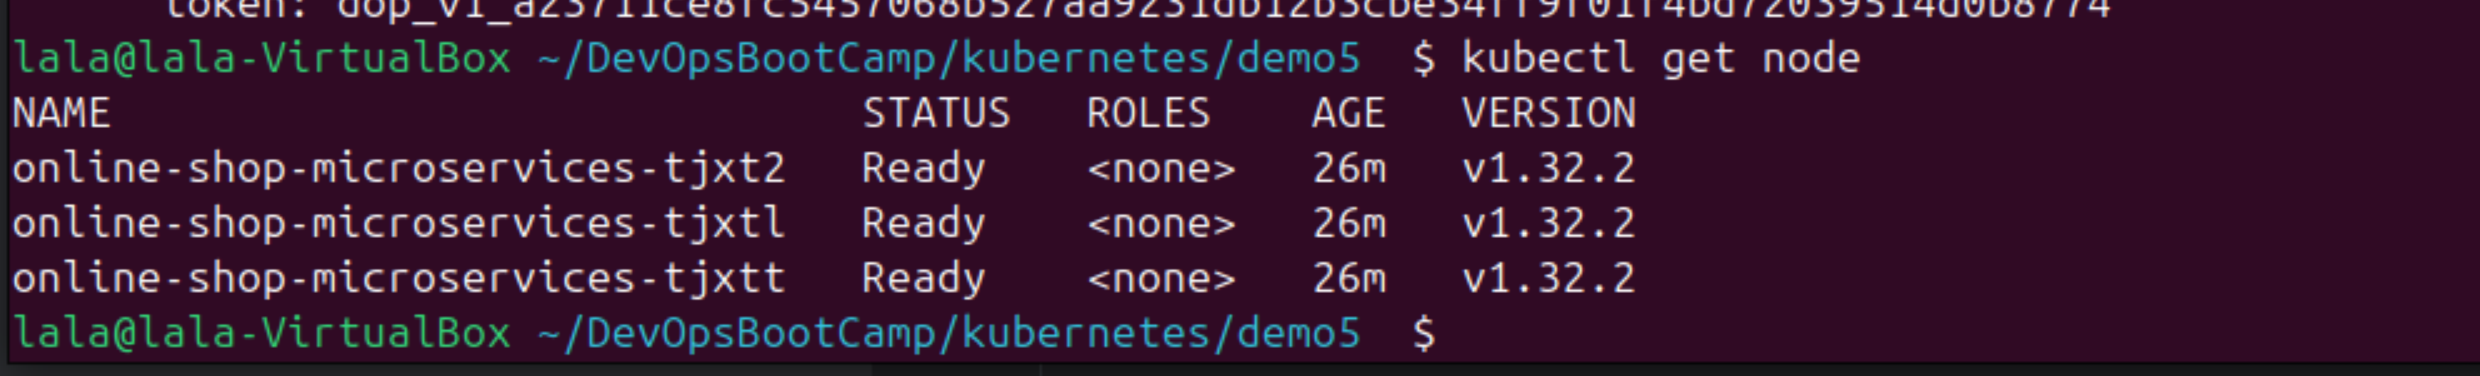 token:
lala@lala-VirtualBox ~/DevOpsBootCamp/kubernetes/demo5 $ kubectl get node
NAME STATUS ROLES AGE VERSION
online-shop-microservices-tjxt2 Ready <none> 26m v1.32.2
online-shop-microservices-tjxtl Ready <none> 26m v1.32.2
online-shop-microservices-tjxtt Ready <none> 26m v1.32.2
lala@lala-VirtualBox ~/DevOpsBootCamp/kubernetes/demo5 $